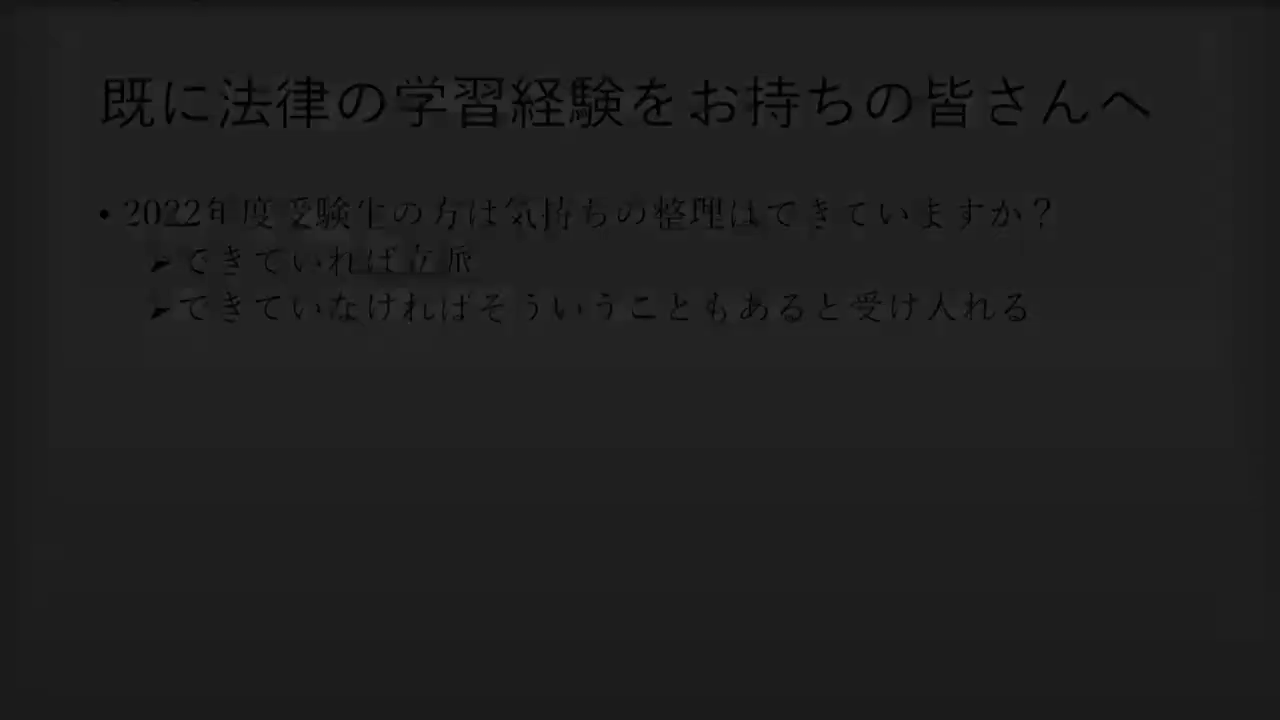 既に法律の学習経験をお持ちの皆さんへ
• 2022年度受験生の方は気持ちの整理はできていますか？
➢できていれば立派
➢できていなければそういうこともあると受け入れる